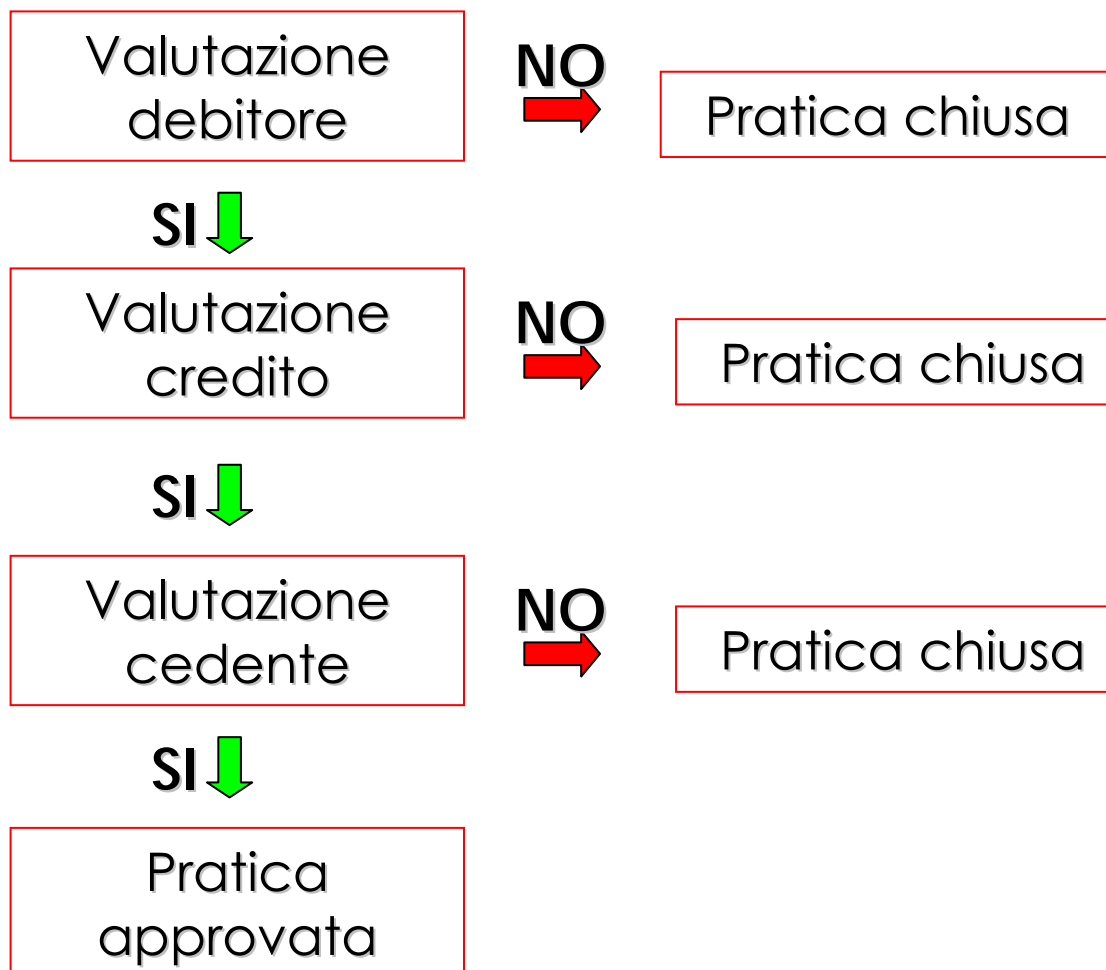 Valutazione
debitore
NO
Pratica chiusa
SI
Valutazione
credito
NO
Pratica chiusa
SI
Valutazione
cedente
NO
Pratica chiusa
SI
Pratica
approvata